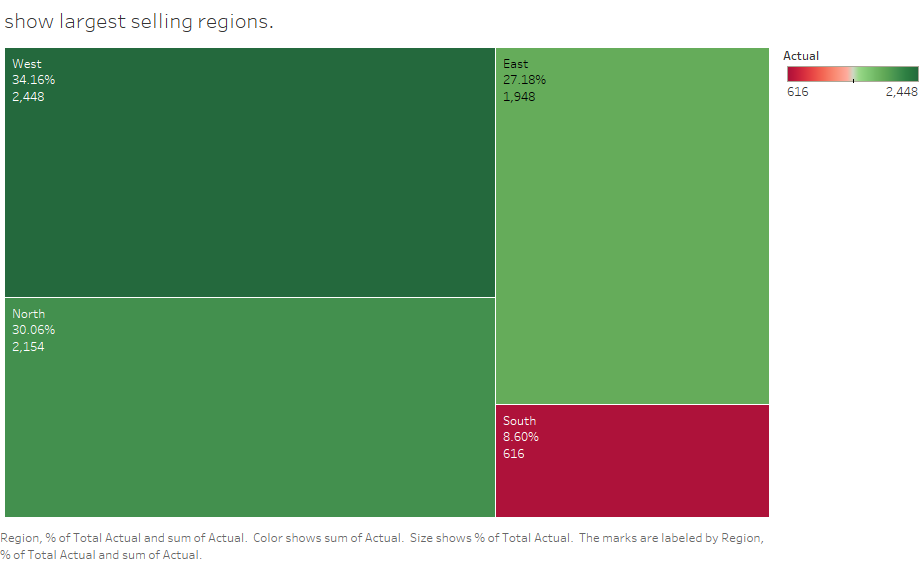 show largest selling regions.
West
34.16%
2,448
East
27.18%
1,948
North
30.06%
2,154
South
8.60%
616
Actual
616
2,448
Region, % of Total Actual and sum of Actual. Color shows sum of Actual. Size shows % of Total Actual. The marks are labeled by Region,
% of Total Actual and sum of Actual.